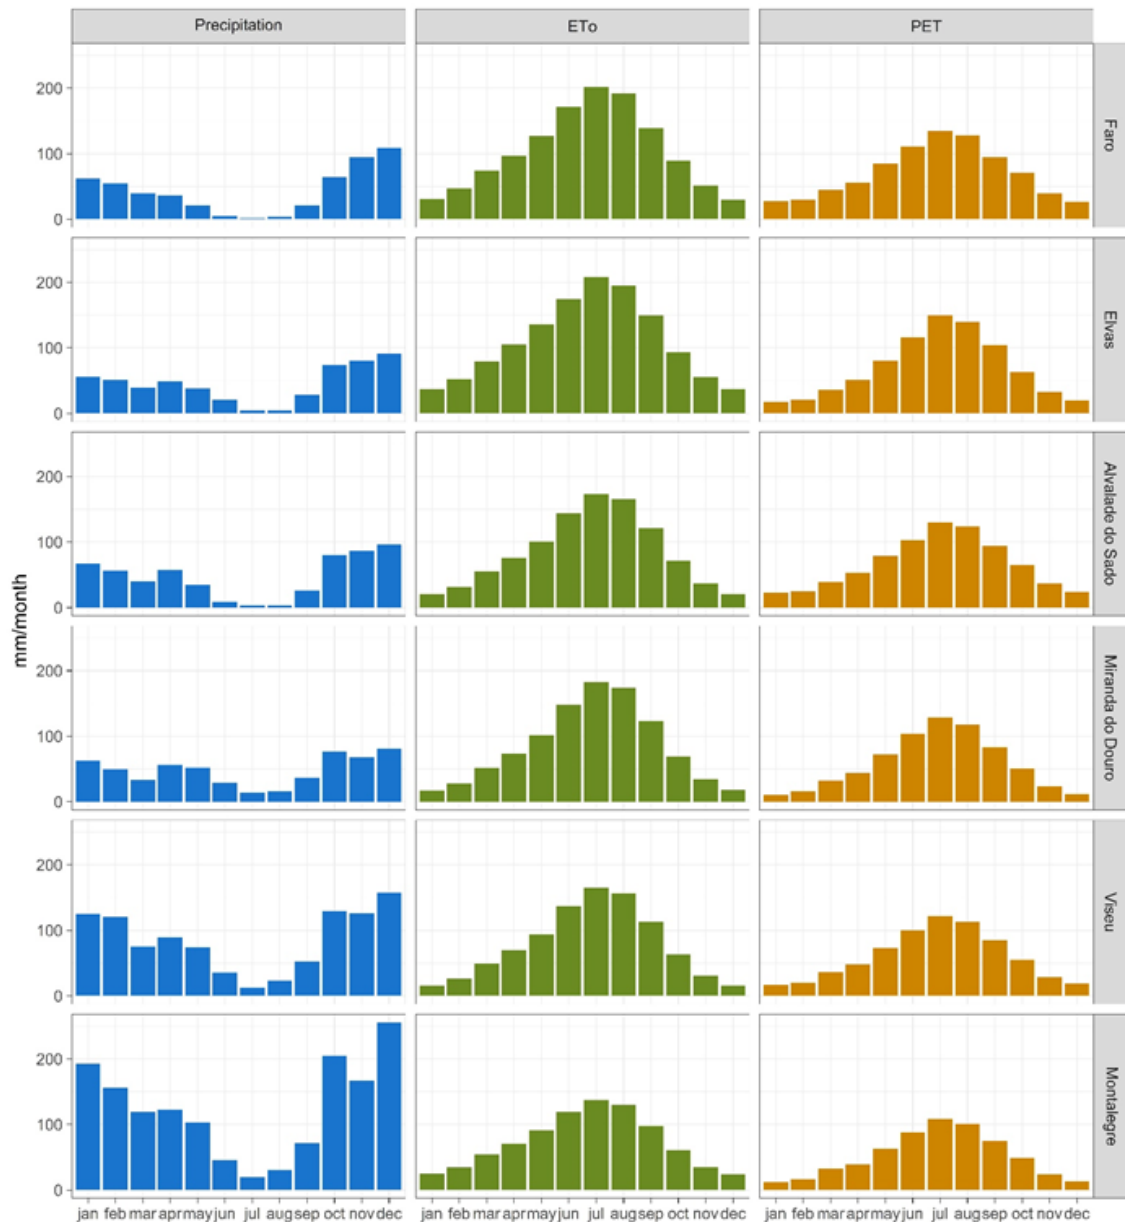 Precipitation ETo PET
200
100
0
Faro
200
100
0
Elvas
200
100
0
Alvalade do Sado
mm/month
200
100
0
Miranda do Douro
200
100
0
Viseu
200
100
0
Montalegre
jan feb mar apr may jun jul aug sep oct nov dec jan feb mar apr may jun jul aug sep oct nov dec jan feb mar apr may jun jul aug sep oct nov dec